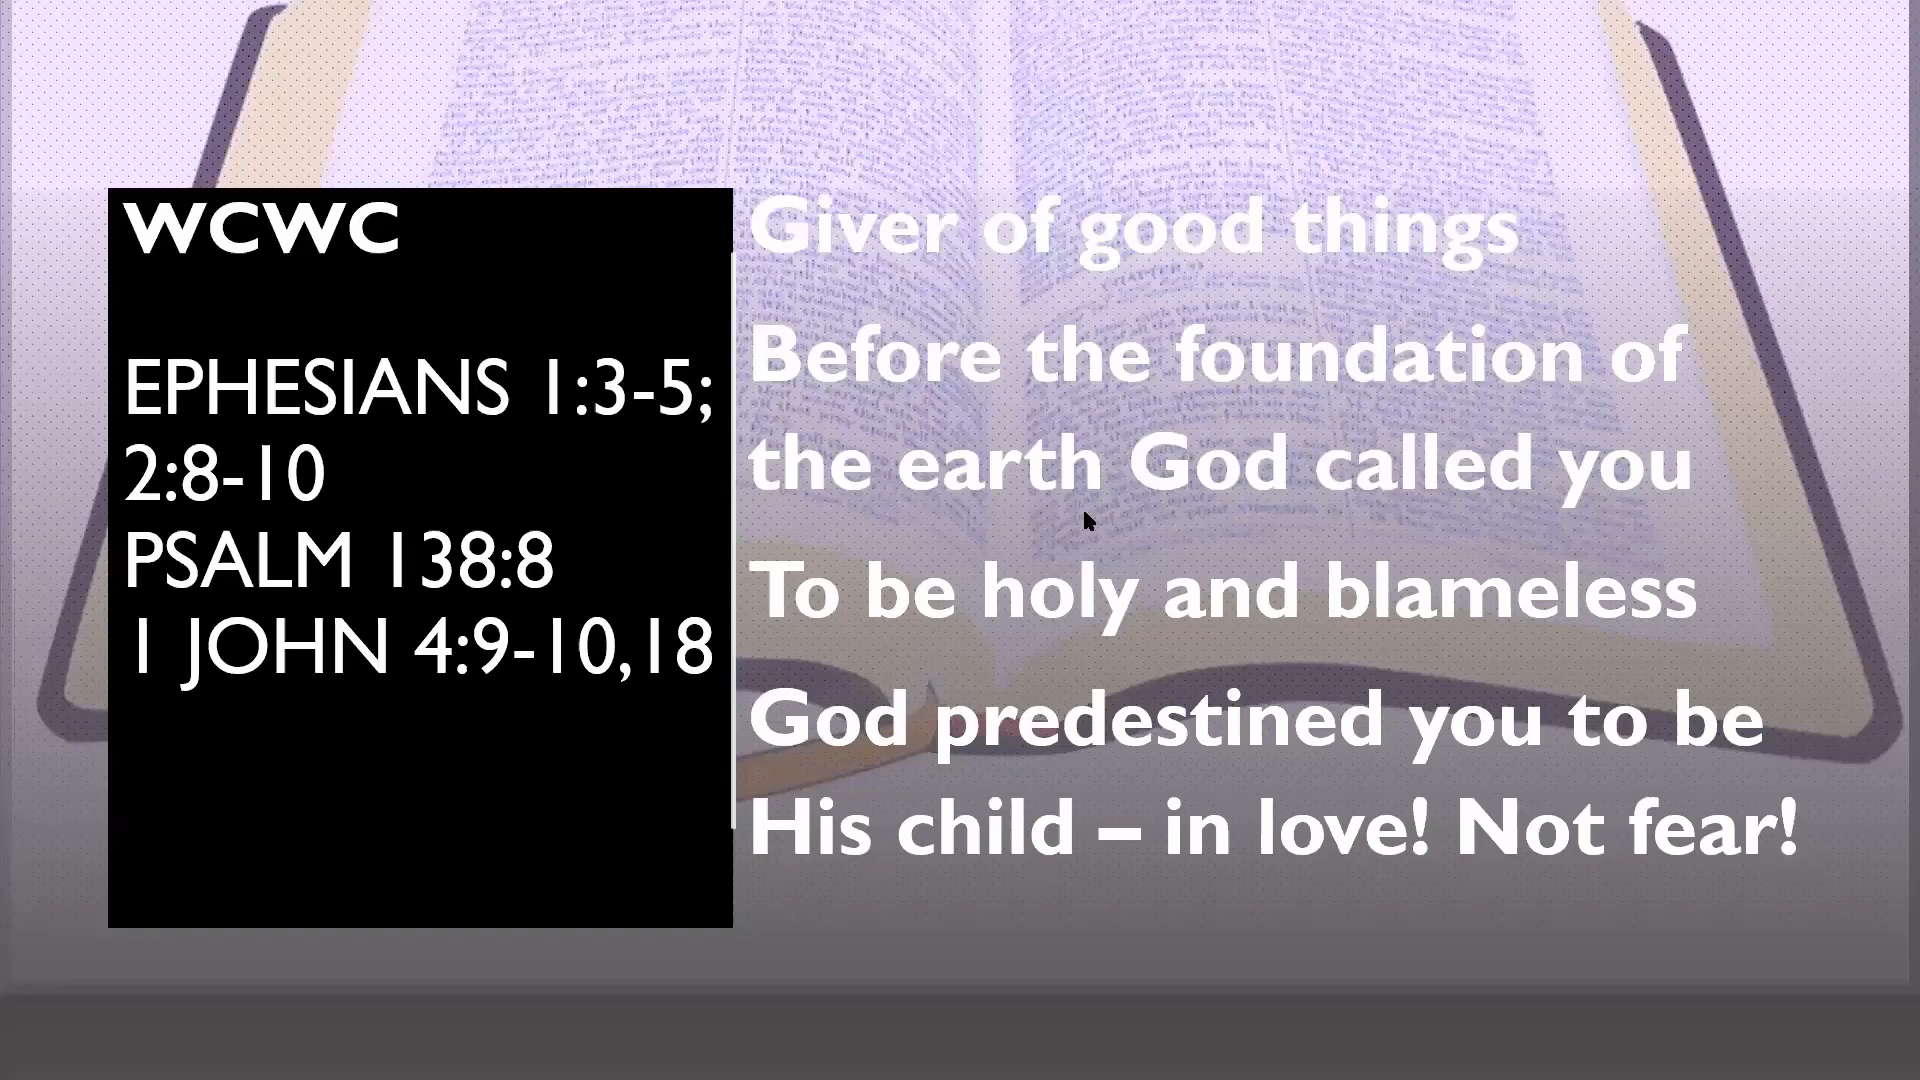 WCWC
EPHESIANS 1:3-5;
2:8-10
PSALM 138:8
1 JOHN 4:9-10,18
Giver of good things
Before the foundation of
the earth God called you
To be holy and blameless
God predestined you to be
His child – in love! Not fear!